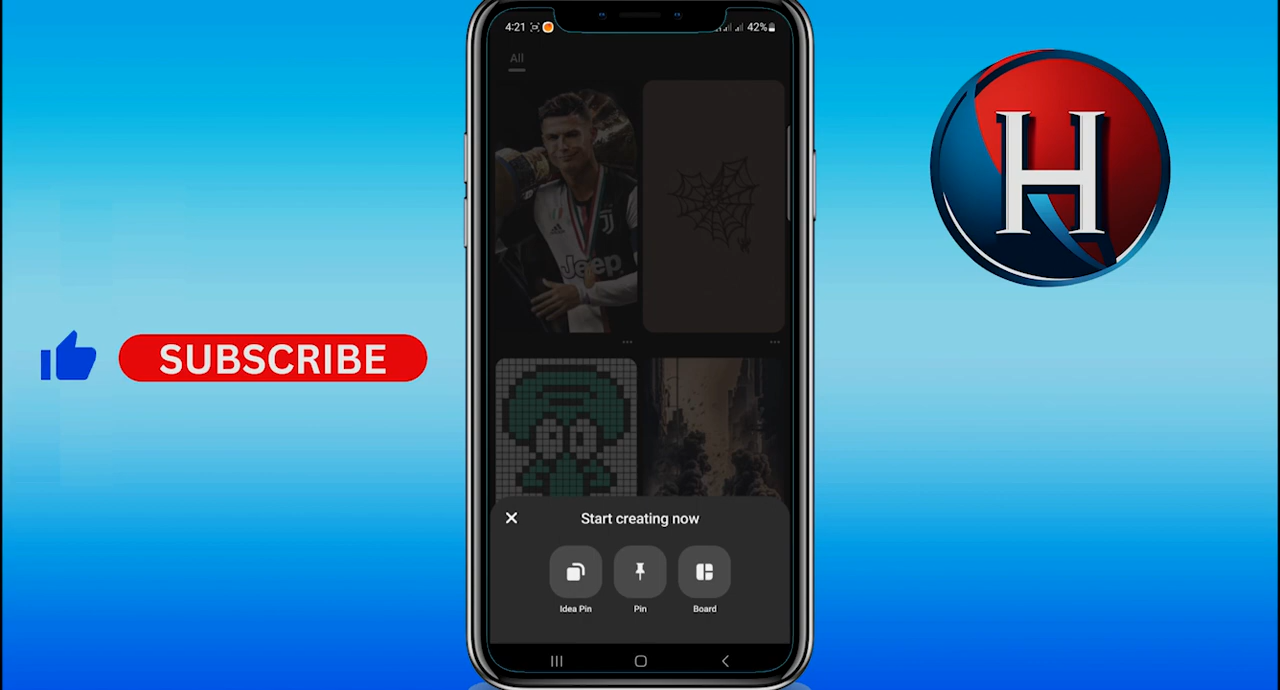 4:21
42%
All
Jeep
SUBSCRIBE
H
Start creating now
Idea Pin
Pin
Board